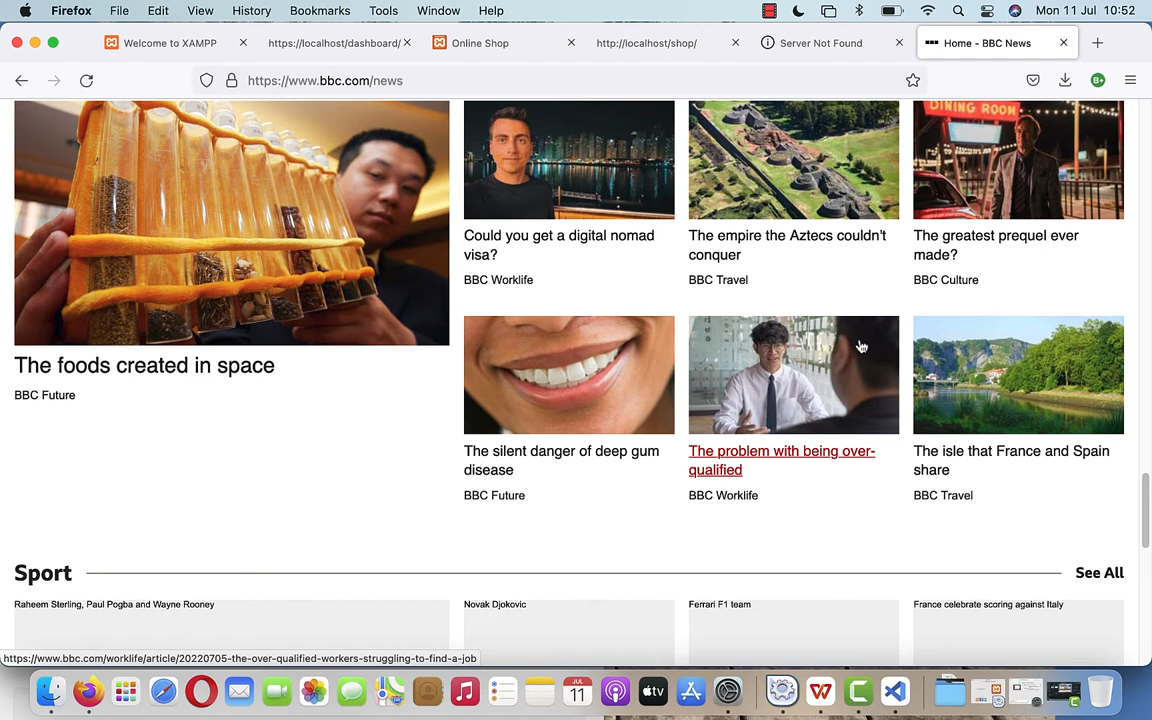 Firefox File Edit View History Bookmarks Tools Window Help Mon 11 Jul 10:52
Welcome to XAMPP https://localhost/dashboard/ Online Shop http://localhost/shop/ Server Not Found Home - BBC News
https://www.bbc.com/news
DINING ROOM
The foods created in space
BBC Future
Could you get a digital nomad
visa?
BBC Worklife
The empire the Aztecs couldn't
conquer
BBC Travel
The greatest prequel ever
made?
BBC Culture
The silent danger of deep gum
disease
BBC Future
The problem with being over-
qualified
BBC Worklife
The isle that France and Spain
share
BBC Travel
Sport See All
Raheem Sterling, Paul Pogba and Wayne Rooney
Novak Djokovic
Ferrari F1 team
France celebrate scoring against Italy
https://www.bbc.com/worklife/article/20220705-the-over-qualified-workers-struggling-to-find-a-job
JUL
11
tv